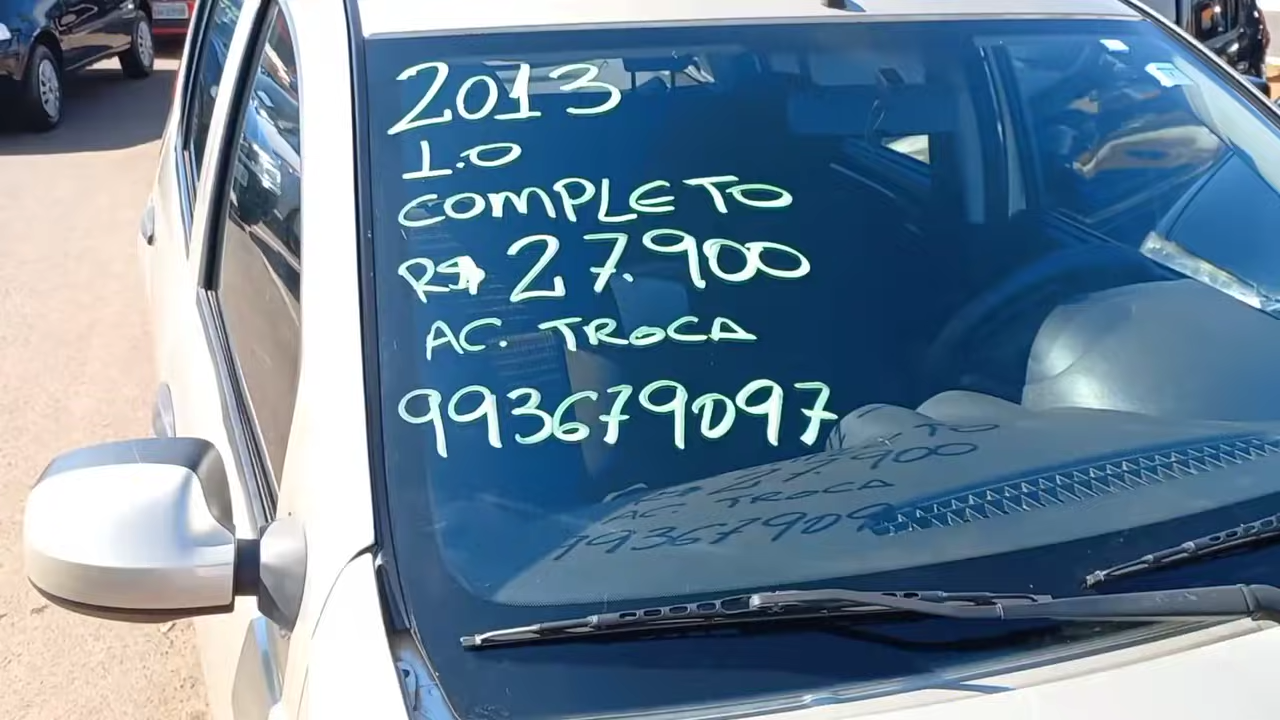 2013
1.0
COMPLETO
R$ 27.900
AC. TROCA
993679097